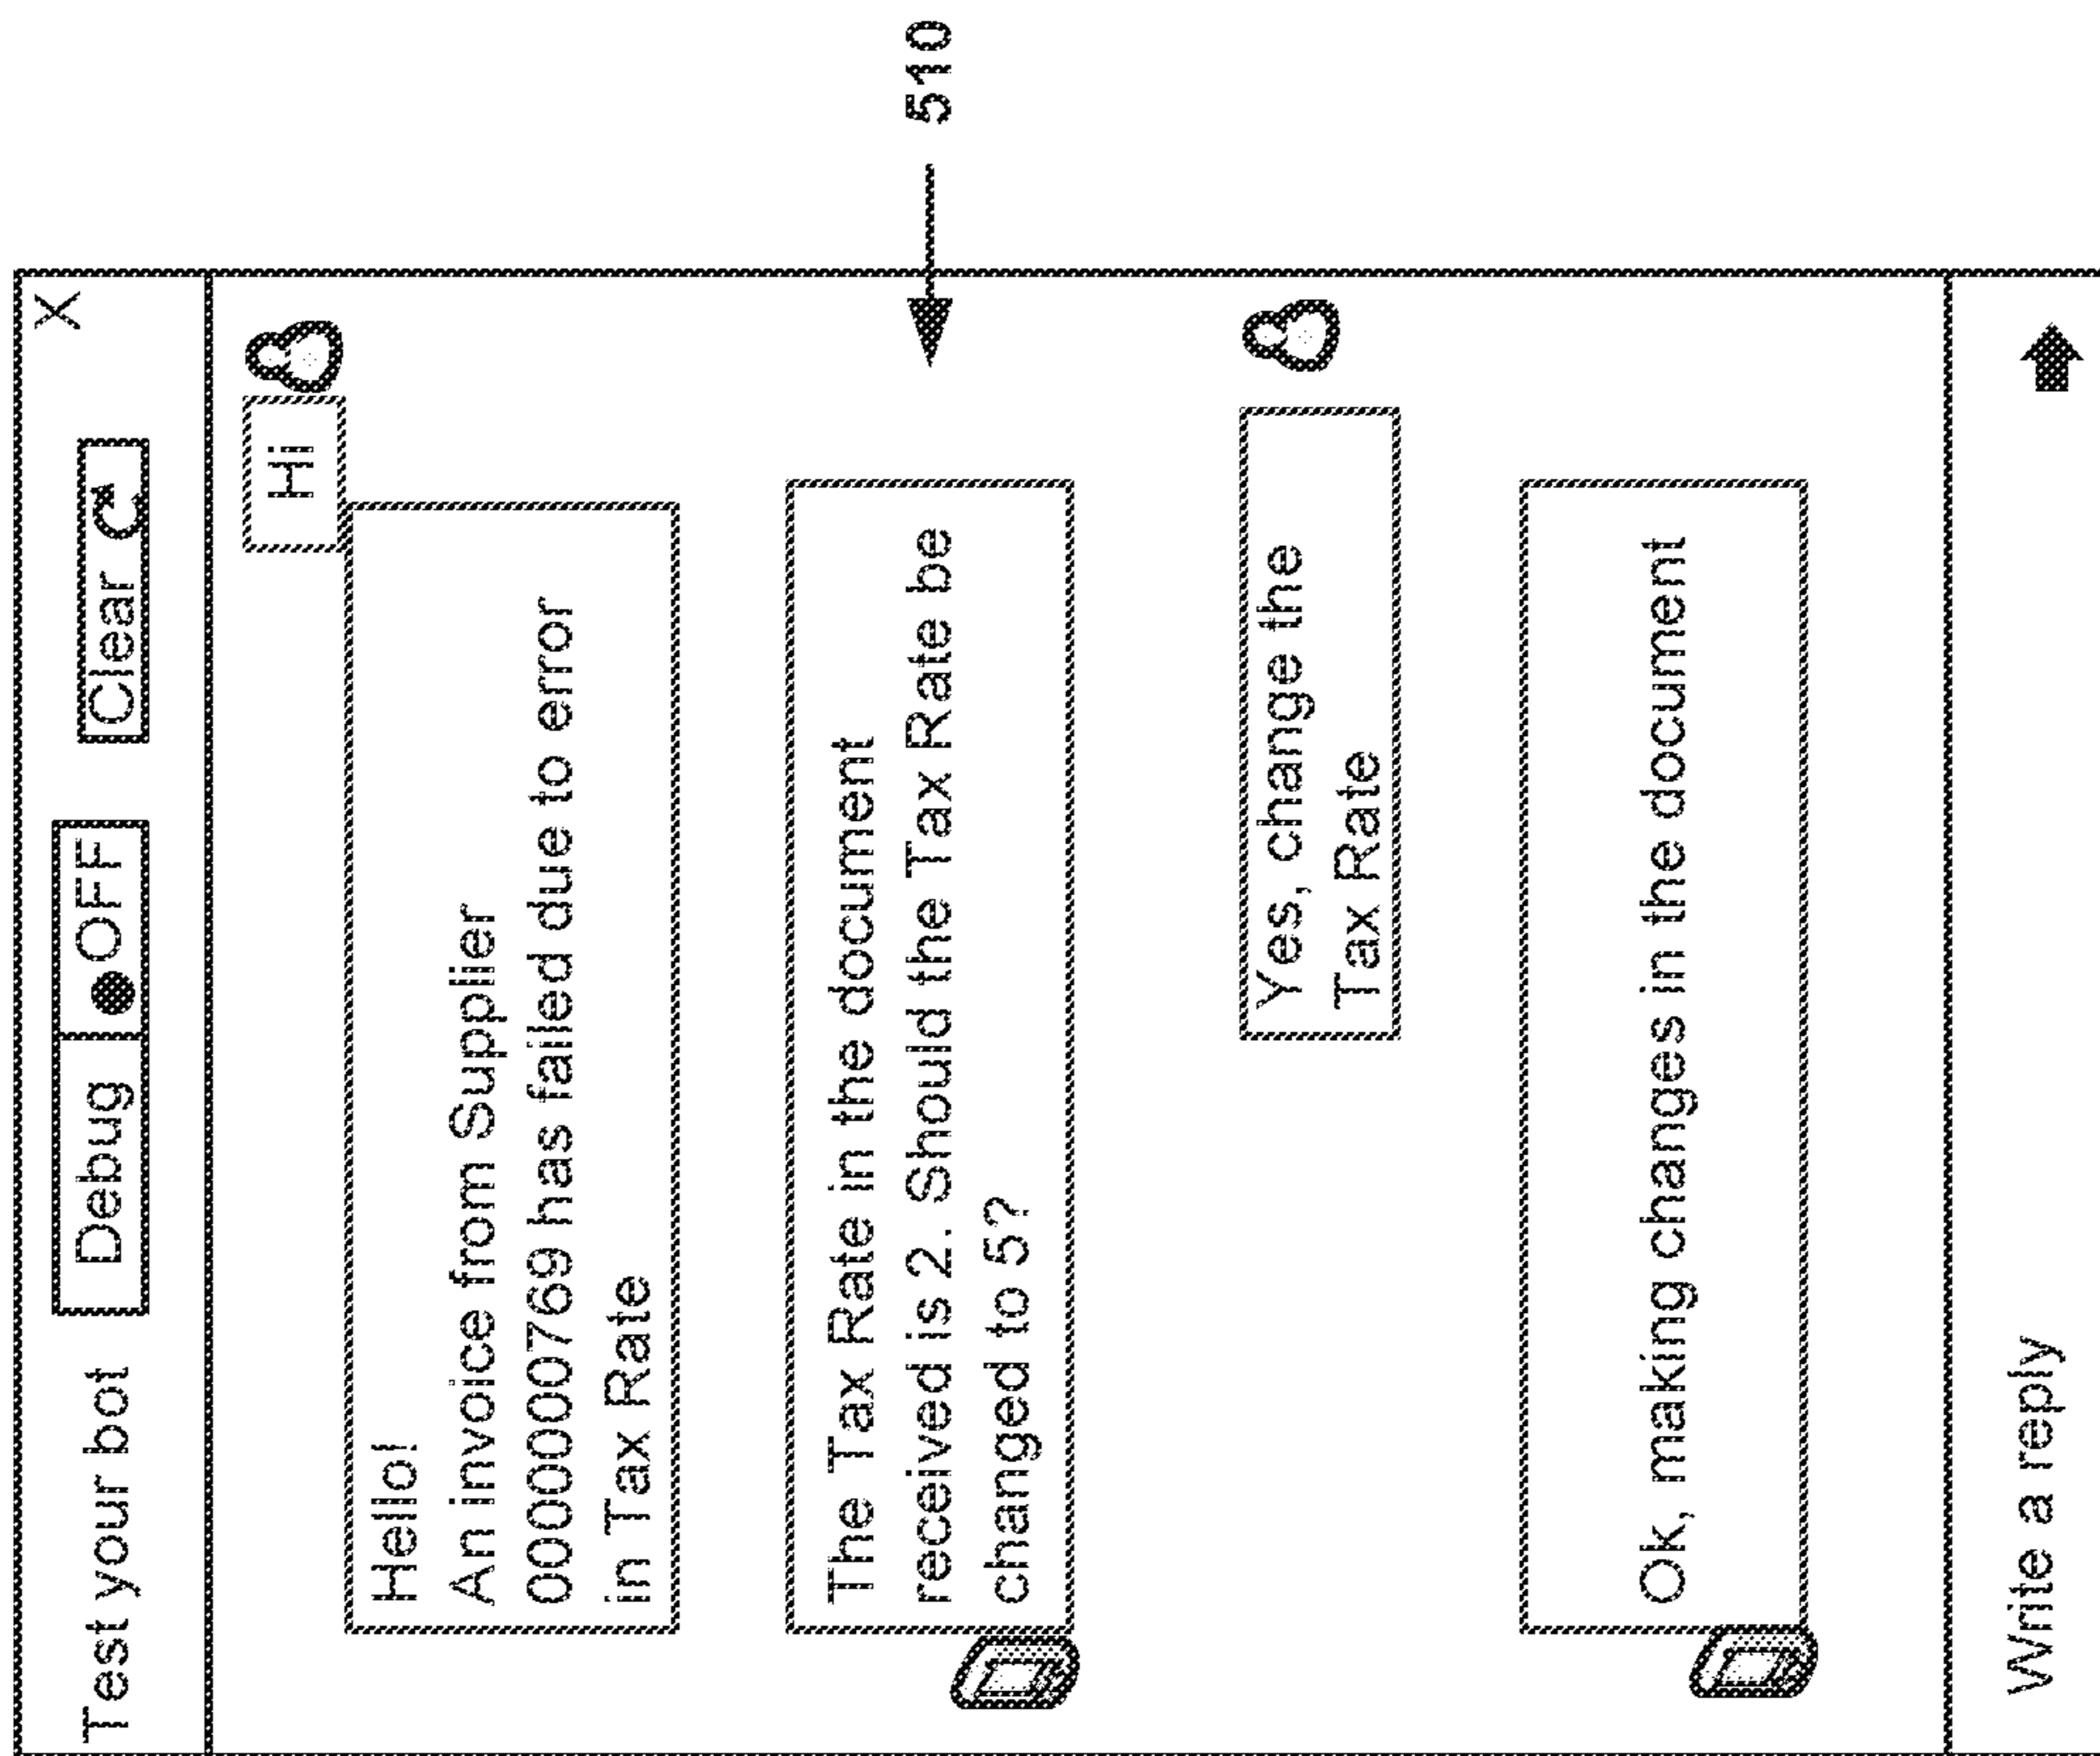 Test your bot Debug OFF Clear X
Hi
Hello!
An invoice from Supplier
0000000769 has failed due to error
in Tax Rate
The Tax Rate in the document
received is 2. Should the Tax Rate be
changed to 5?
510
Yes, change the
Tax Rate
Ok, making changes in the document
Write a reply